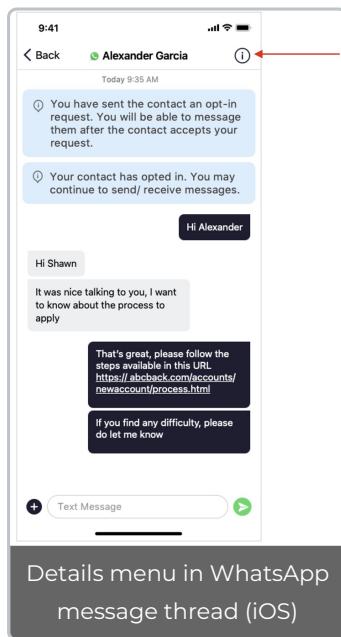 9:41
Back
Alexander Garcia
Today 9:35 AM
You have sent the contact an opt-in
request. You will be able to message
them after the contact accepts your
request.
Your contact has opted in. You may
continue to send/ receive messages.
Hi Alexander
Hi Shawn
It was nice talking to you, I want
to know about the process to
apply
That's great, please follow the
steps available in this URL
https:// abcback.com/accounts/
newaccount/process.html
If you find any difficulty, please
do let me know
Text Message
Details menu in WhatsApp
message thread (iOS)